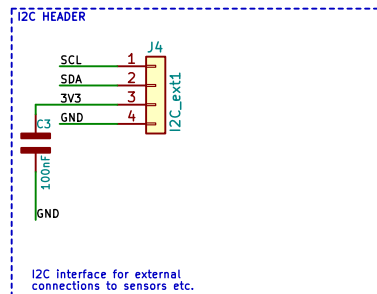 I2C HEADER
J4
SCL 1
SDA 2
3V3 3
GND 4
I2C_ext1
C3
100nF
GND
I2C interface for external
connections to sensors etc.